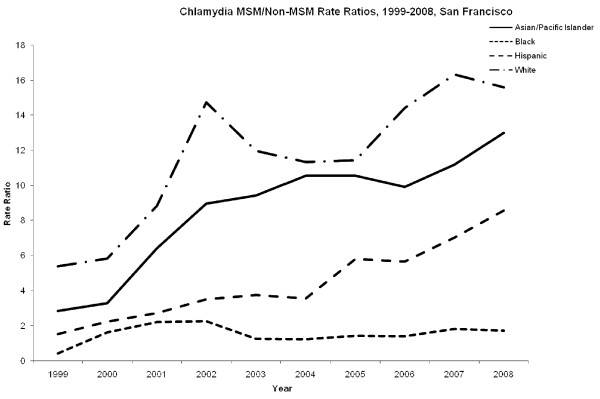 Chlamydia MSM/Non-MSM Rate Ratios, 1999-2008, San Francisco
Asian/Pacific Islander
Black
Hispanic
White
18
16
14
12
10
8
6
4
2
0
Rate Ratio
1999 2000 2001 2002 2003 2004 2005 2006 2007 2008
Year